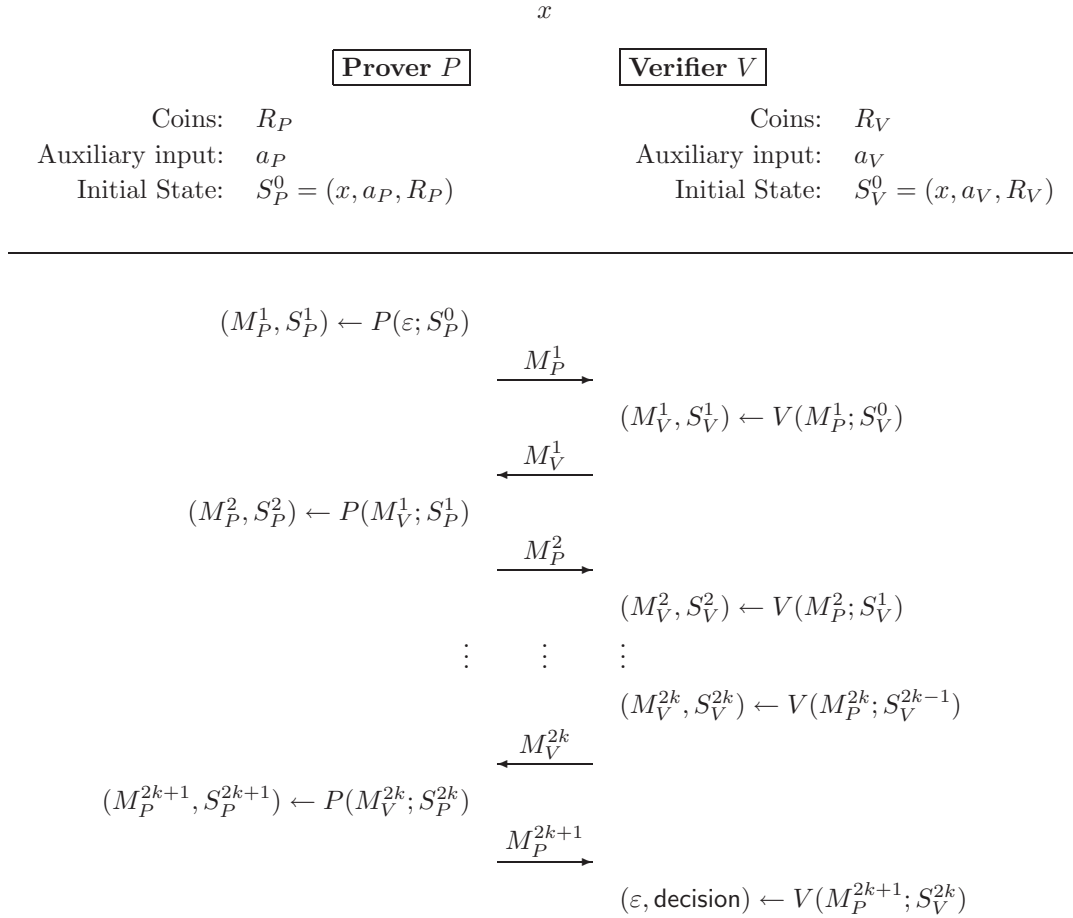 x
Prover P Verifier V
Coins: R_P Coins: R_V
Auxiliary input: a_P Auxiliary input: a_V
Initial State: S_P^0 = (x, a_P, R_P) Initial State: S_V^0 = (x, a_V, R_V)
(M_P^1, S_P^1) ← P(ε; S_P^0)
M_P^1
(M_V^1, S_V^1) ← V(M_P^1; S_V^0)
M_V^1
(M_P^2, S_P^2) ← P(M_V^1; S_P^1)
M_P^2
(M_V^2, S_V^2) ← V(M_P^2; S_V^1)
⋮ ⋮ ⋮
(M_V^{2k}, S_V^{2k}) ← V(M_P^{2k}; S_V^{2k−1})
M_V^{2k}
(M_P^{2k+1}, S_P^{2k+1}) ← P(M_V^{2k}; S_P^{2k})
M_P^{2k+1}
(ε, decision) ← V(M_P^{2k+1}; S_V^{2k})